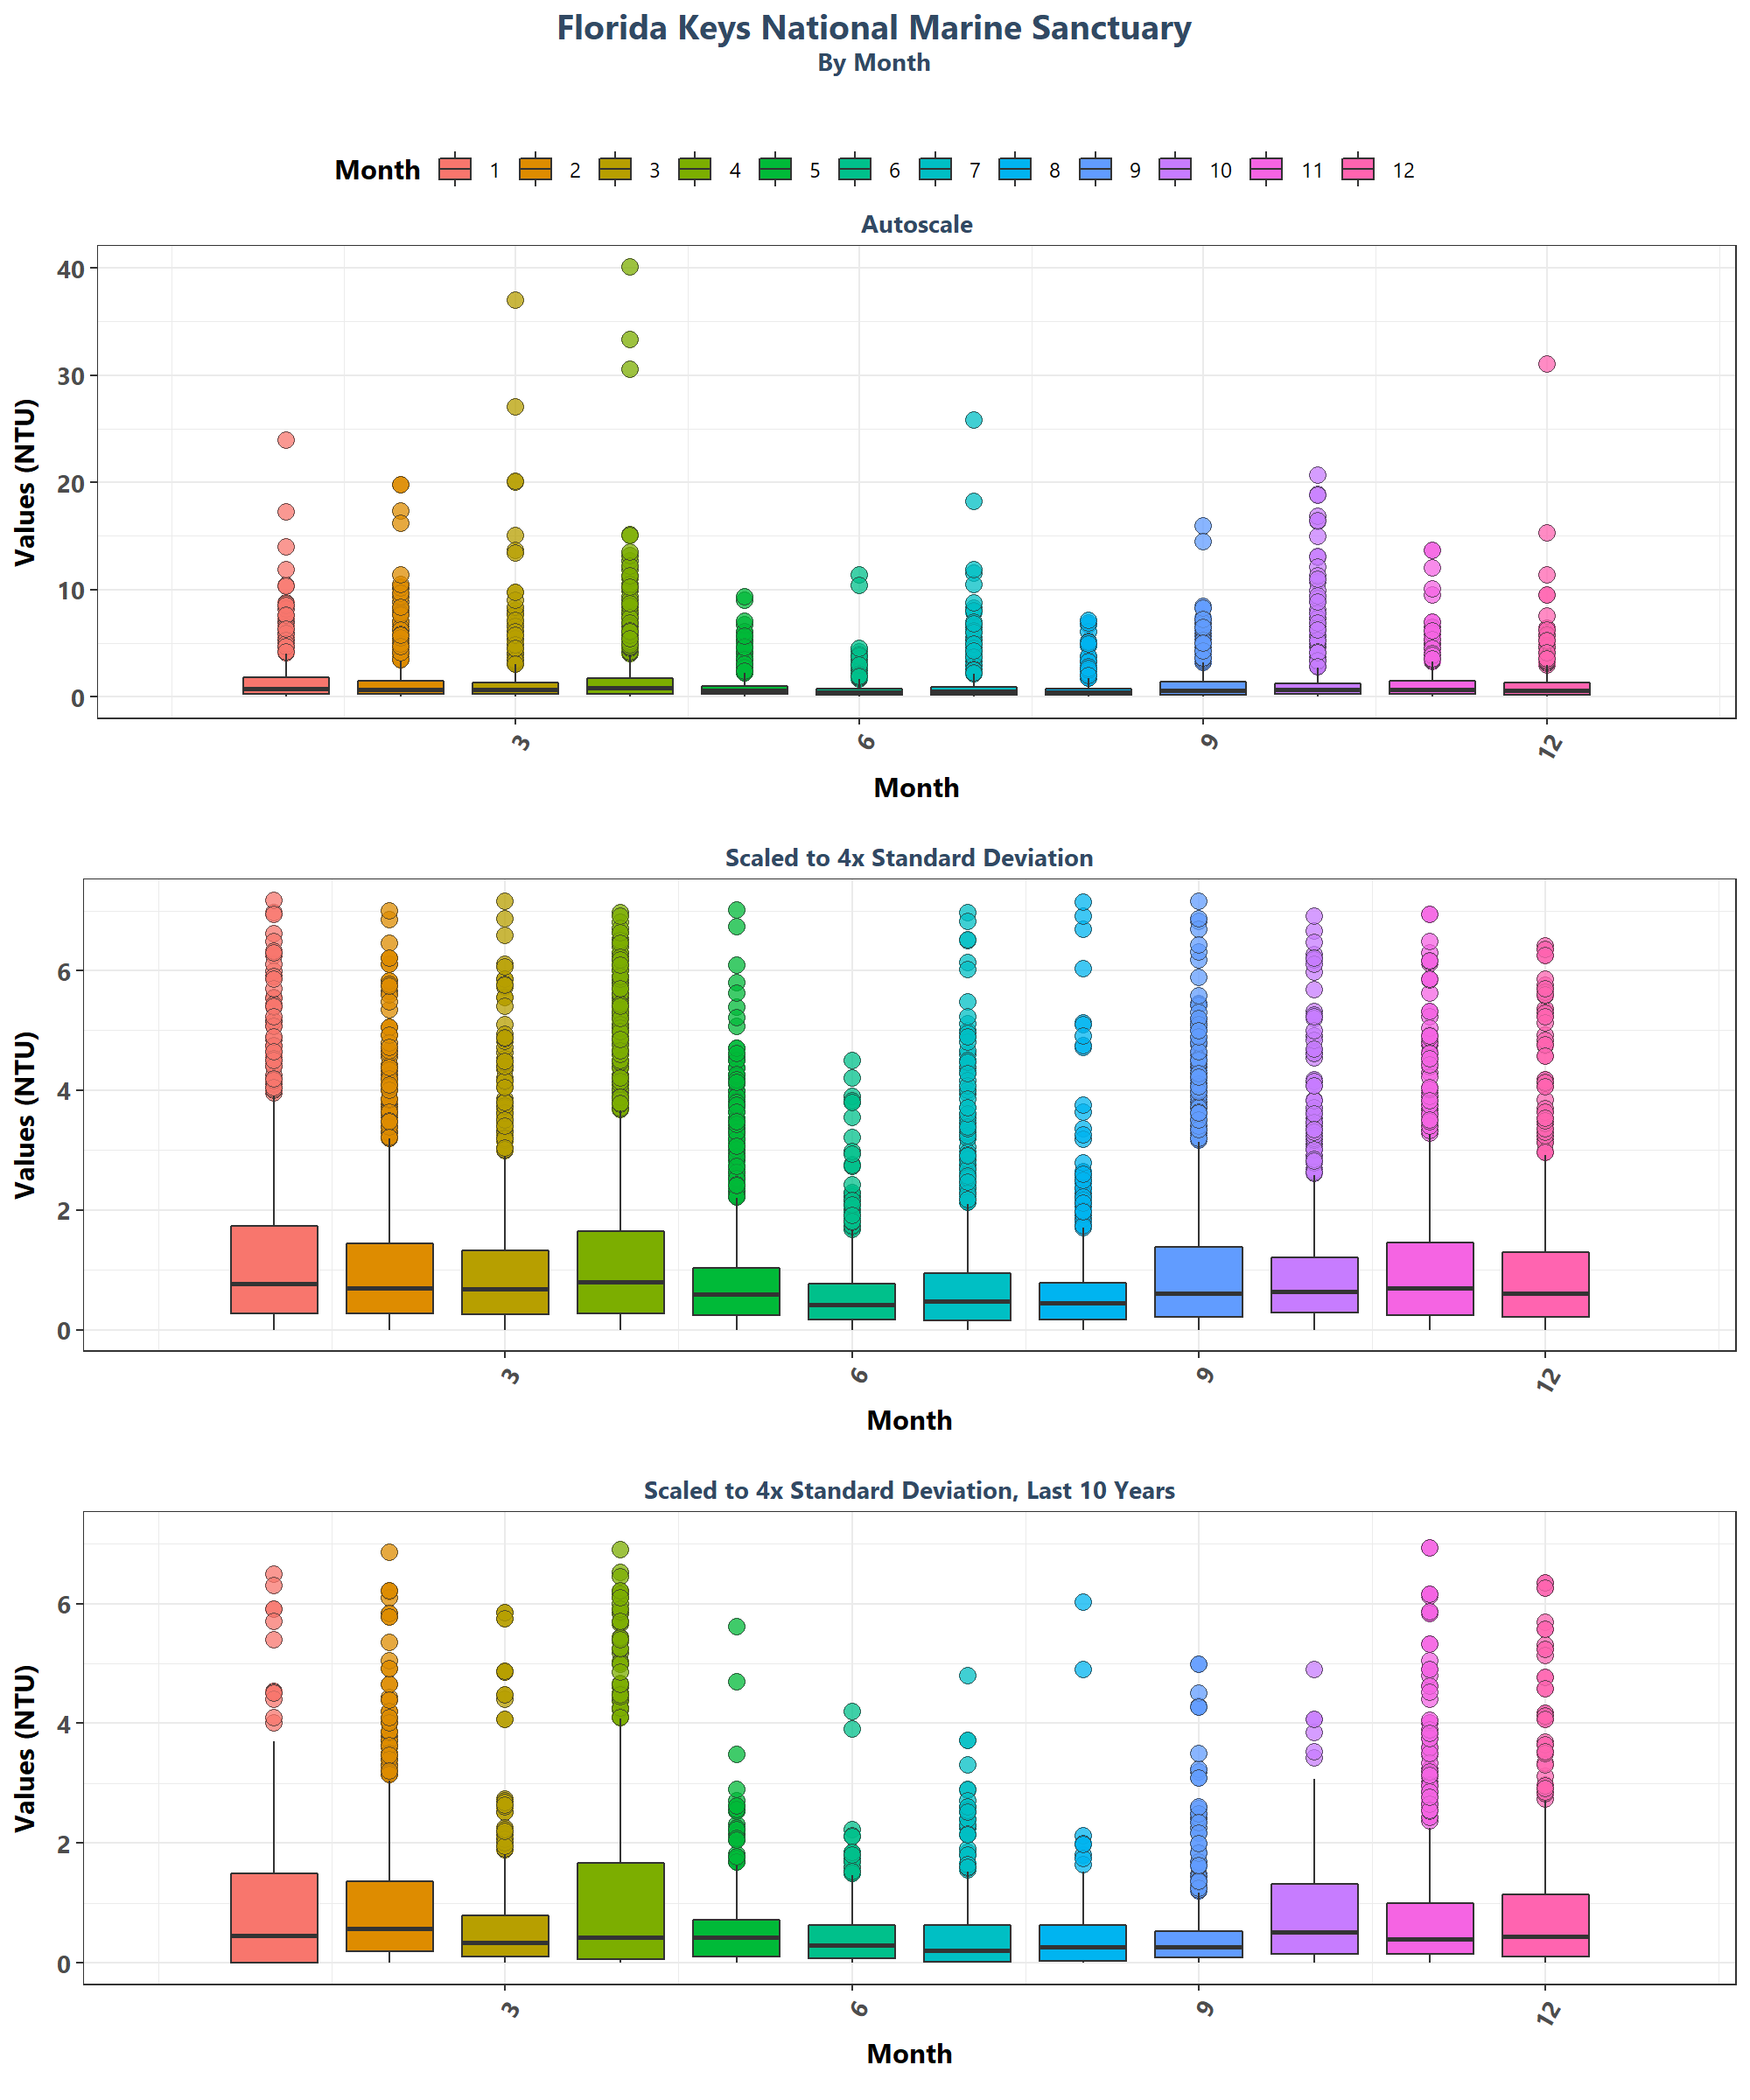 Florida Keys National Marine Sanctuary
By Month
Month 1 2 3 4 5 6 7 8 9 10 11 12
Autoscale
Values (NTU)
40
30
20
10
0
3 6 9 12
Month
Scaled to 4x Standard Deviation
Values (NTU)
6
4
2
0
3 6 9 12
Month
Scaled to 4x Standard Deviation, Last 10 Years
Values (NTU)
6
4
2
0
3 6 9 12
Month